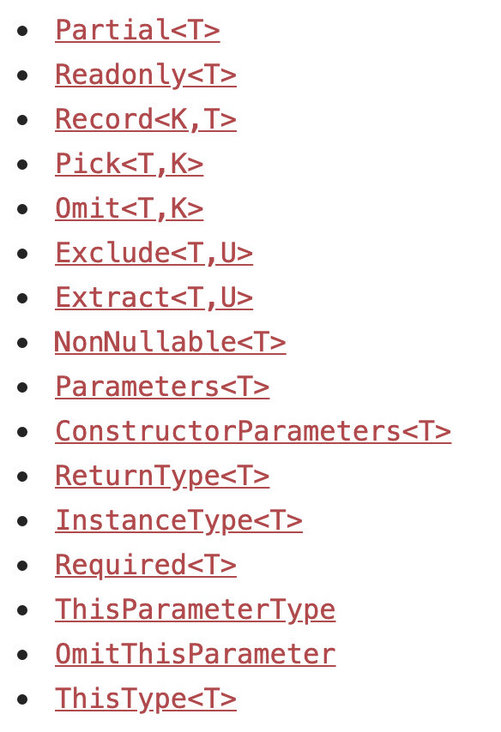 Partial<T>
Readonly<T>
Record<K,T>
Pick<T,K>
Omit<T,K>
Exclude<T,U>
Extract<T,U>
NonNullable<T>
Parameters<T>
ConstructorParameters<T>
ReturnType<T>
InstanceType<T>
Required<T>
ThisParameterType
OmitThisParameter
ThisType<T>